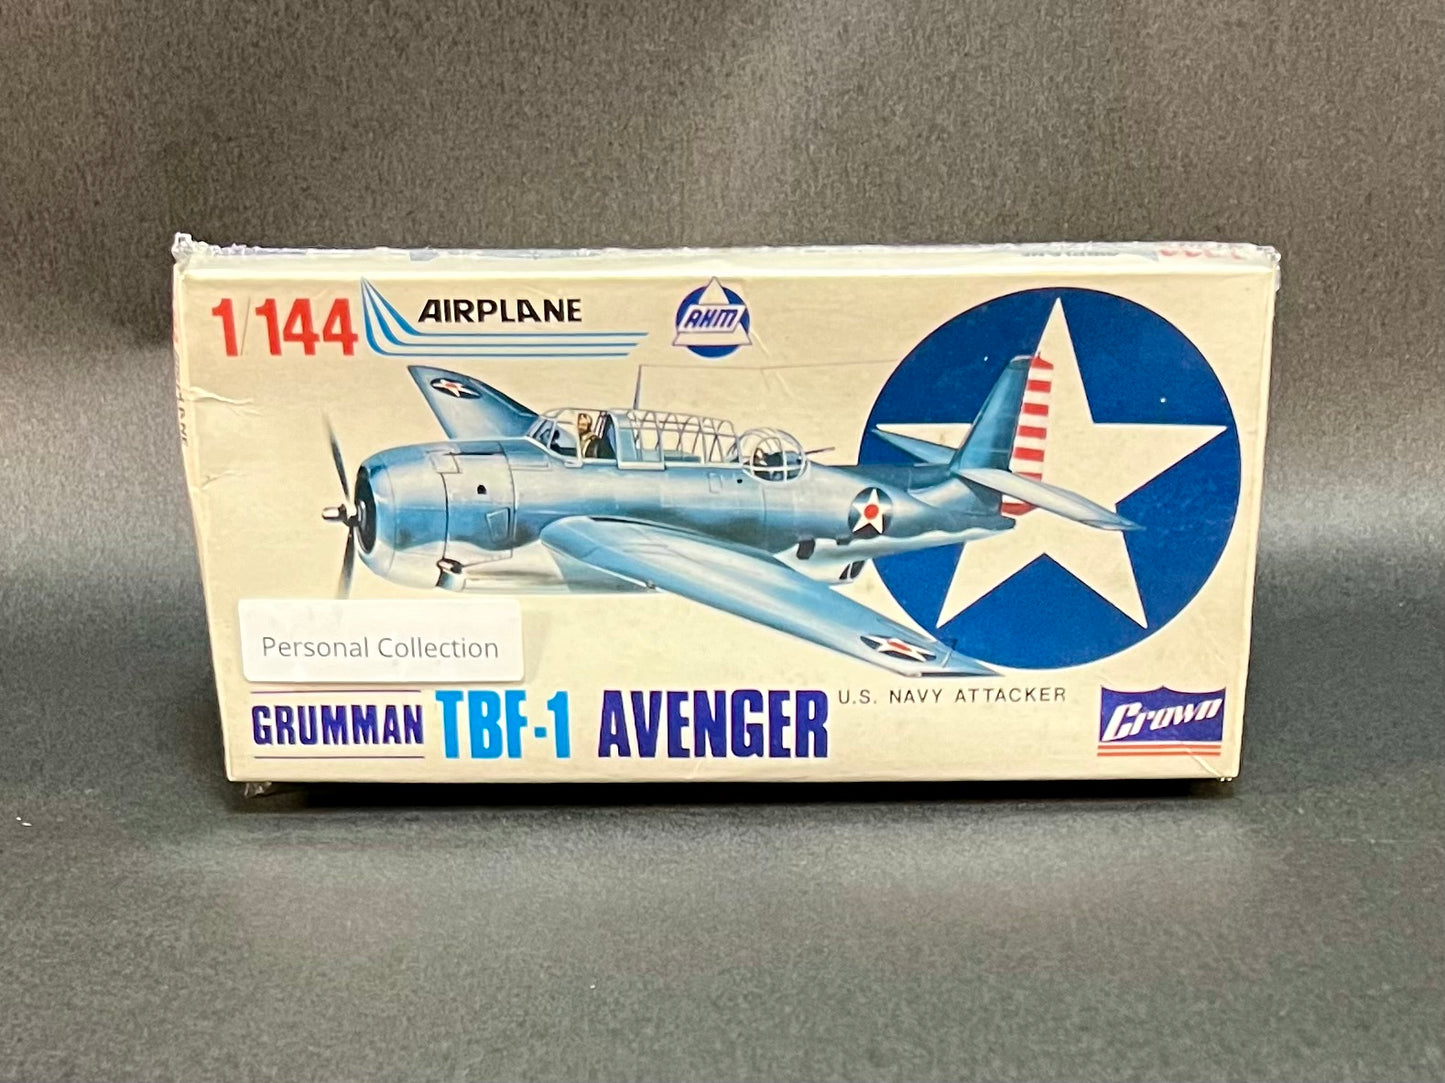 1/144
AIRPLANE
AHM
Personal Collection
GRUMMAN TBF-1 AVENGER
U.S. NAVY ATTACKER
Crown